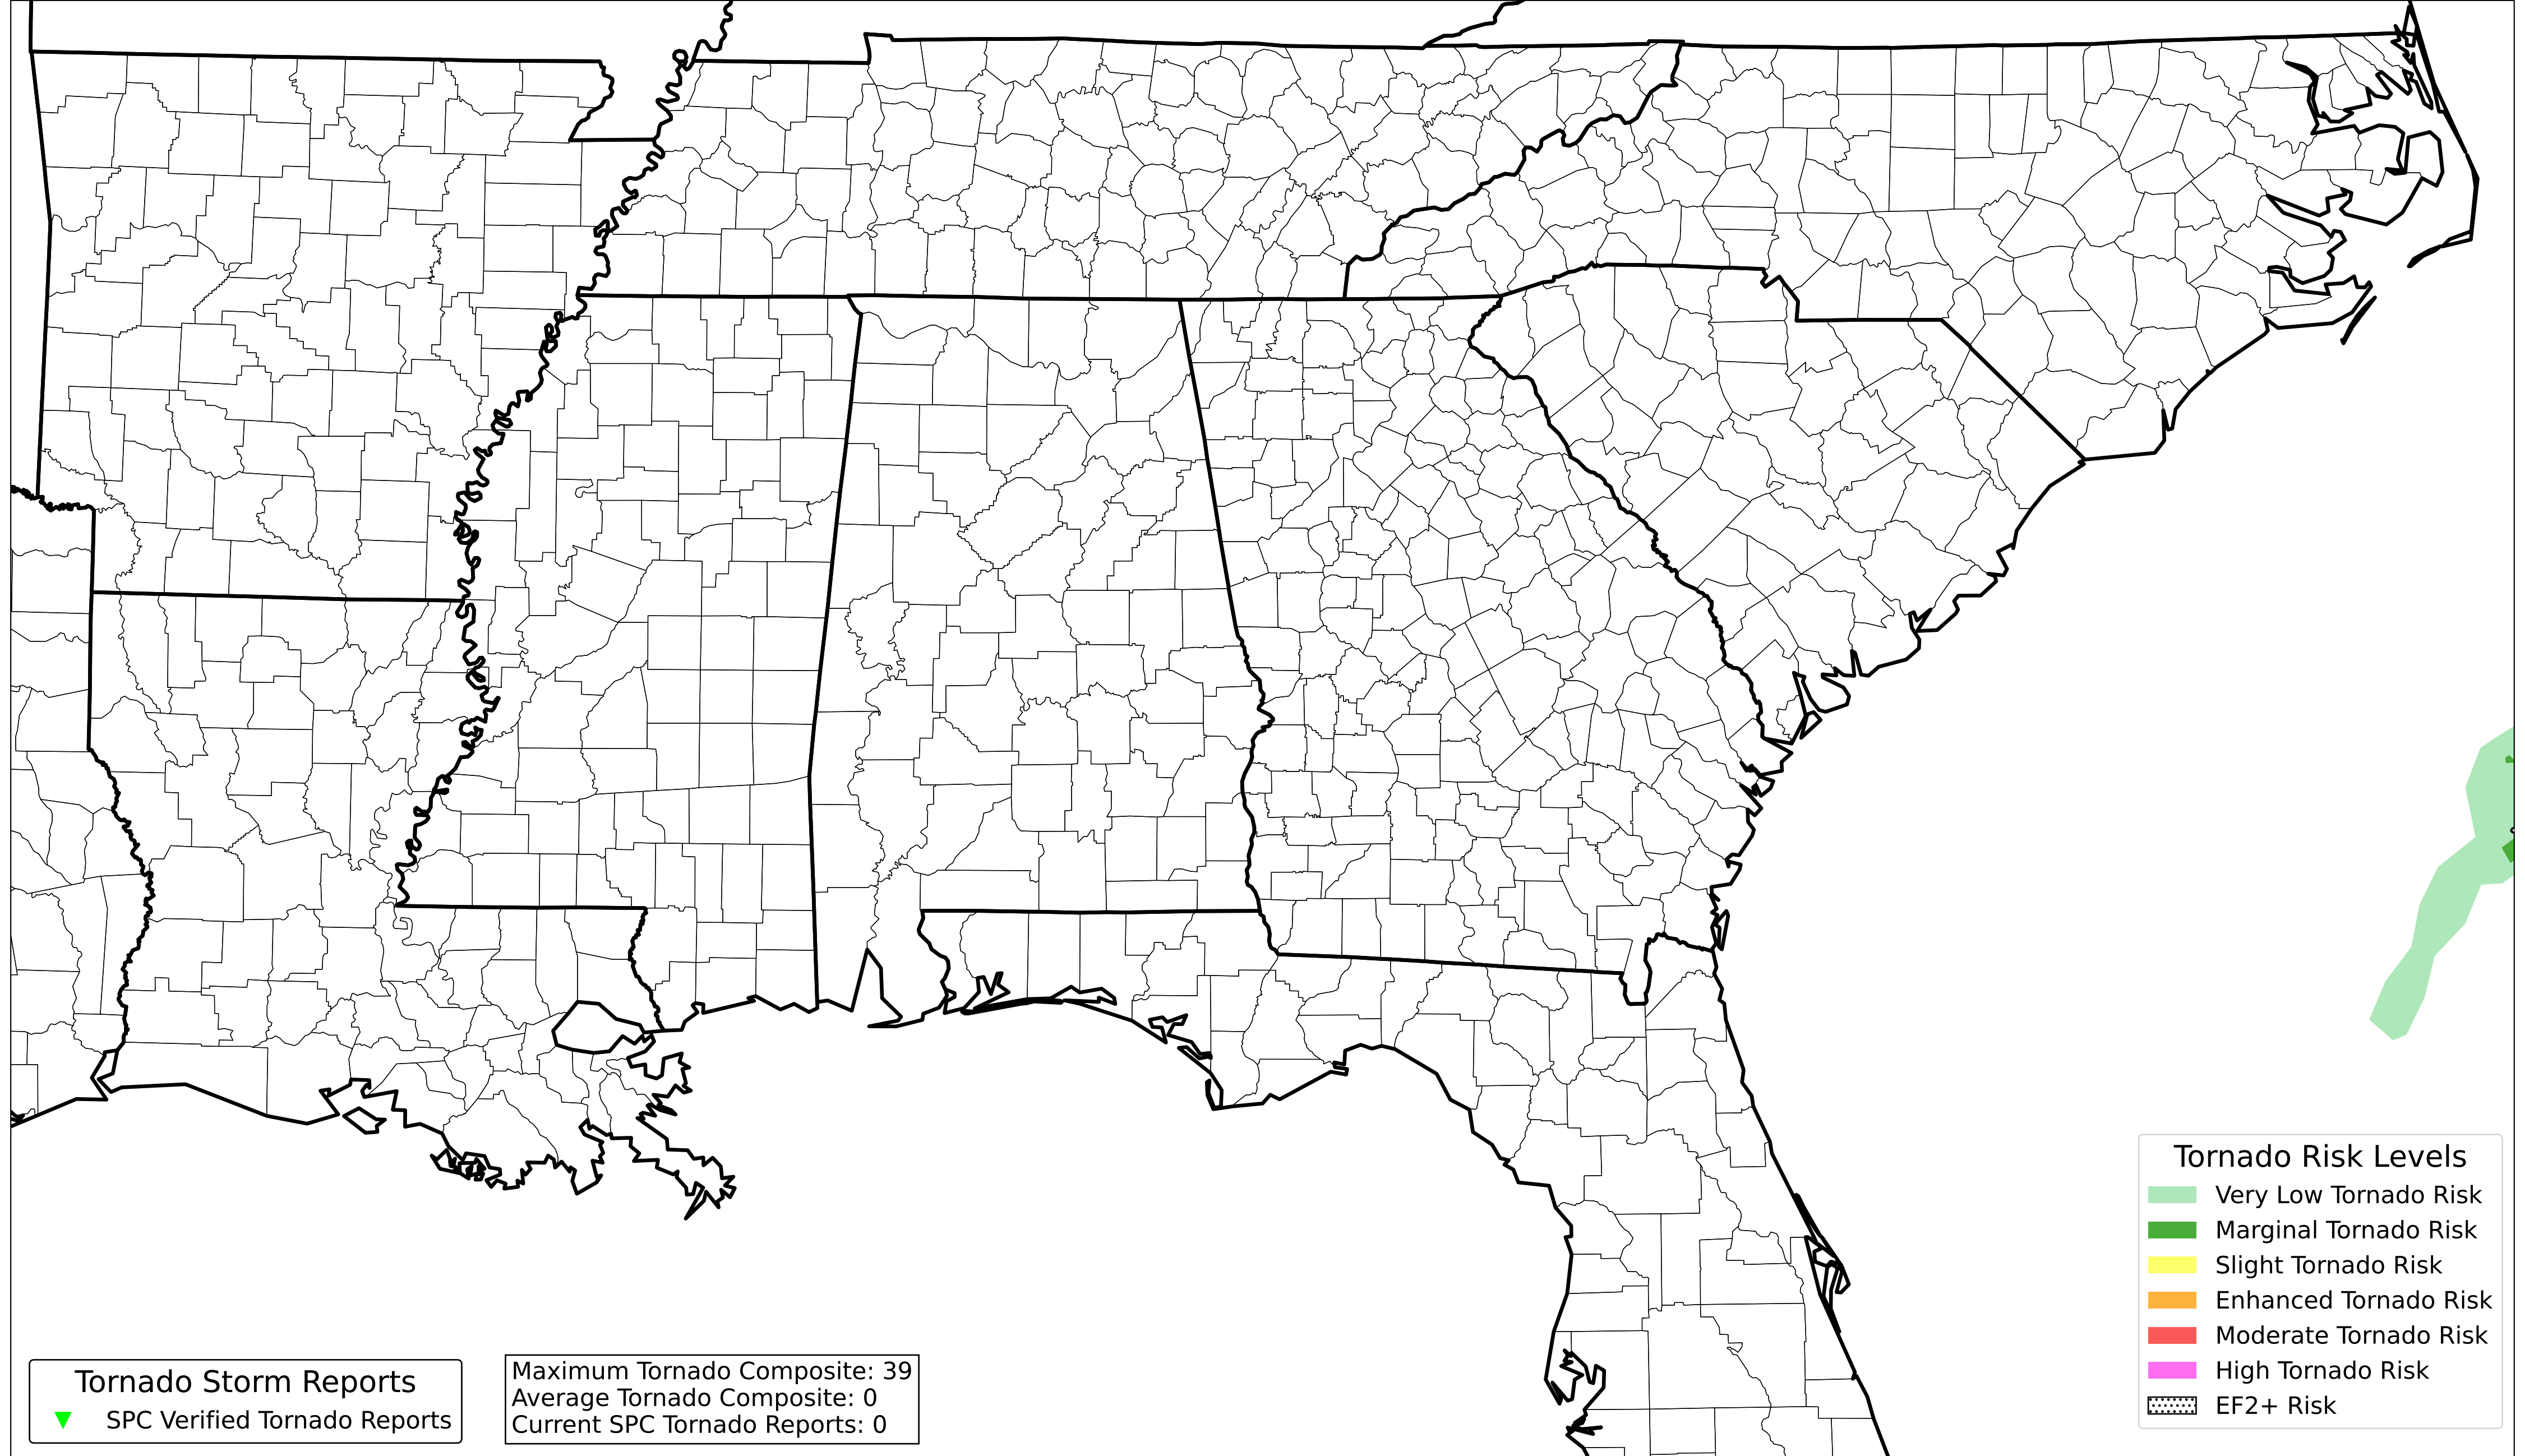 Tornado Risk Levels
Very Low Tornado Risk
Marginal Tornado Risk
Slight Tornado Risk
Enhanced Tornado Risk
Moderate Tornado Risk
High Tornado Risk
EF2+ Risk
Tornado Storm Reports
SPC Verified Tornado Reports
Maximum Tornado Composite: 39
Average Tornado Composite: 0
Current SPC Tornado Reports: 0